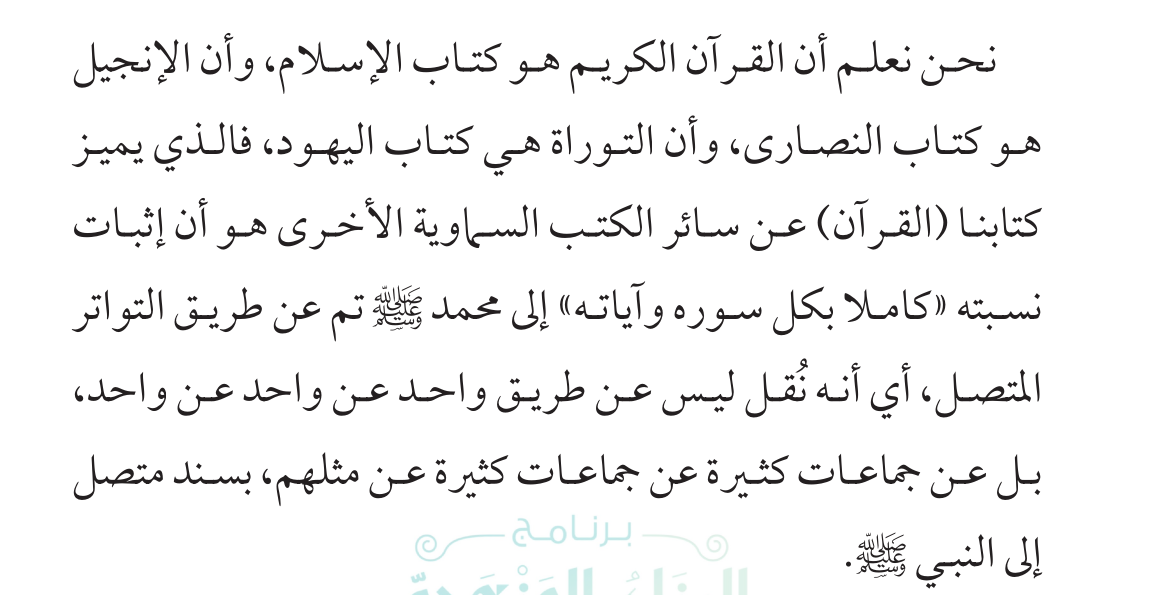 نحن نعلم أن القرآن الكريم هو كتاب الإسلام، وأن الإنجيل
هو كتاب النصارى، وأن التوراة هي كتاب اليهود، فالذي يميز
كتابنا (القرآن) عن سائر الكتب السماوية الأخرى هو أن إثبات
نسبته «كاملا بكل سوره وآياته» إلى محمد ﷺ تم عن طريق التواتر
المتصل، أي أنه نُقل ليس عن طريق واحد عن واحد عن واحد،
بل عن جماعات كثيرة عن جماعات كثيرة عن مثلهم، بسند متصل
إلى النبي ﷺ.
برنامج